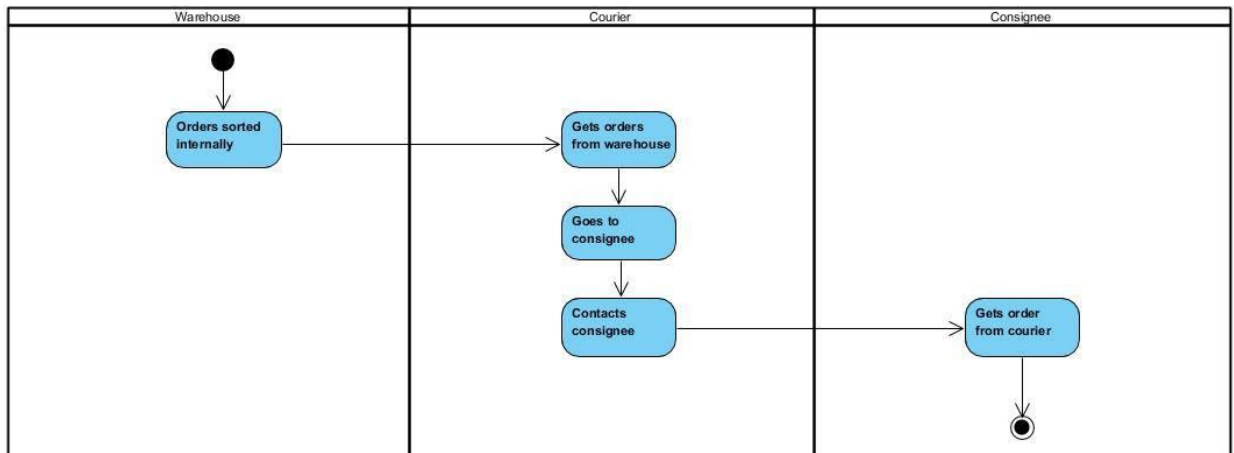 Warehouse
Courier
Consignee
Orders sorted
internally
Gets orders
from warehouse
Goes to
consignee
Contacts
consignee
Gets order
from courier